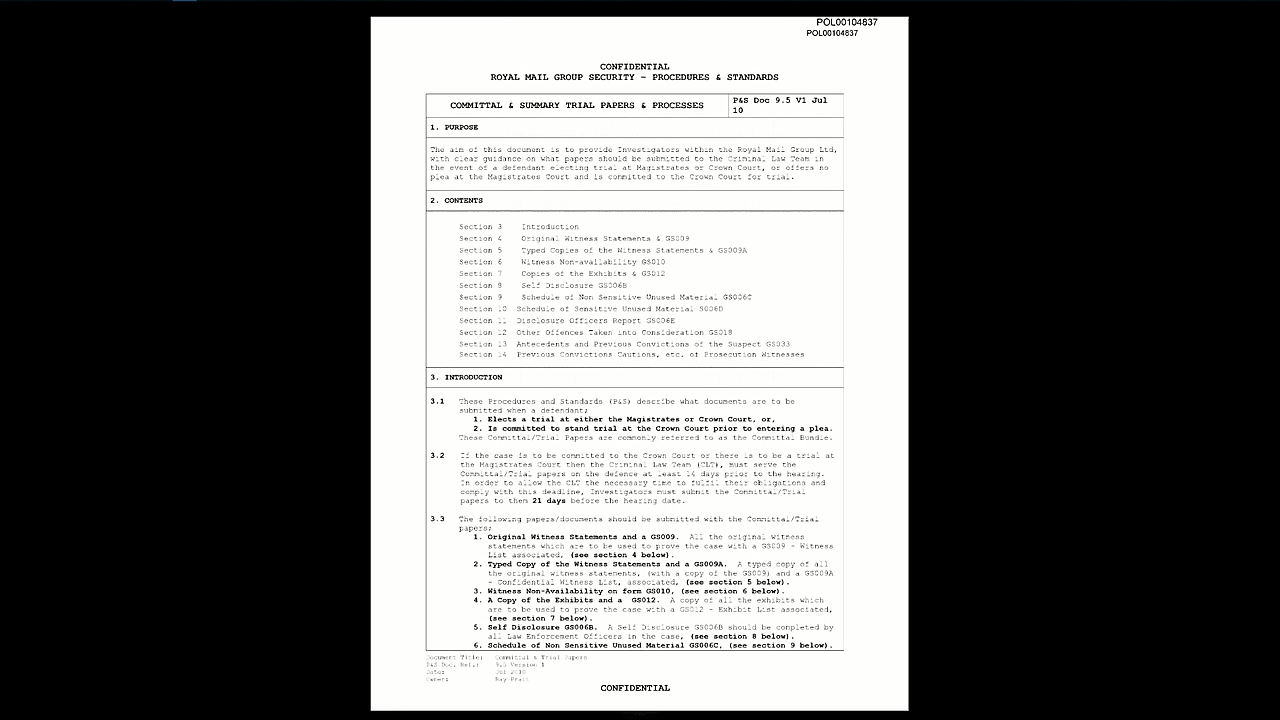 POL00104837
POL00104837
CONFIDENTIAL
ROYAL MAIL GROUP SECURITY – PROCEDURES & STANDARDS
COMMITTAL & SUMMARY TRIAL PAPERS & PROCESSES
P&S Doc 9.5 V1 Jul
10
1. PURPOSE
The aim of this document is to provide Investigators within the Royal Mail Group Ltd,
with clear guidance on what papers should be submitted to the Criminal Law Team in
the event of a defendant electing trial at Magistrates or Crown Court, or offers no
plea at the Magistrates Court and is committed to the Crown Court for trial.
2. CONTENTS
Section 3 Introduction
Section 4 Original Witness Statements & GS009
Section 5 Typed Copies of the Witness Statements & GS009A
Section 6 Witness Non-availability GS010
Section 7 Copies of the Exhibits & GS012
Section 8 Self Disclosure GS006B
Section 9 Schedule of Non Sensitive Unused Material GS006C
Section 10 Schedule of Sensitive Unused Material S006D
Section 11 Disclosure Officers Report GS006E
Section 12 Other Offences Taken into Consideration GS018
Section 13 Antecedents and Previous Convictions of the Suspect GS033
Section 14 Previous Convictions Cautions, etc. of Prosecution Witnesses
3. INTRODUCTION
3.1 These Procedures and Standards (P&S) describe what documents are to be
submitted when a defendant;
1. Elects a trial at either the Magistrates or Crown Court, or,
2. Is committed to stand trial at the Crown Court prior to entering a plea.
These Committal/Trial Papers are commonly referred to as the Committal Bundle.
3.2 If the case is to be committed to the Crown Court or there is to be a trial at
the Magistrates Court then the Criminal Law Team (CLT), must serve the
Committal/Trial papers on the defence at least 14 days prior to the hearing.
In order to allow the CLT the necessary time to fulfil their obligations and
comply with this deadline, Investigators must submit the Committal/Trial
papers to them 21 days before the hearing date.
3.3 The following papers/documents should be submitted with the Committal/Trial
papers;
1. Original Witness Statements and a GS009. All the original witness
statements which are to be used to prove the case with a GS009 – Witness
List associated, (see section 4 below).
2. Typed Copy of the Witness Statements and a GS009A. A typed copy of all
the original witness statements, (with a copy of the GS009) and a GS009A
– Confidential Witness List, associated, (see section 5 below).
3. Witness Non-Availability on form GS010, (see section 6 below).
4. A Copy of the Exhibits and a GS012. A copy of all the exhibits which
are to be used to prove the case with a GS012 – Exhibit List associated,
(see section 7 below).
5. Self Disclosure GS006B. A Self Disclosure GS006B should be completed by
all Law Enforcement Officers in the case, (see section 8 below).
6. Schedule of Non Sensitive Unused Material GS006C, (see section 9 below).
Document Title: Committal & Trial Papers
P&S Doc. Ref.: 9.5 Version 1
Date: Jul 2010
Owner: Ray Pratt
CONFIDENTIAL